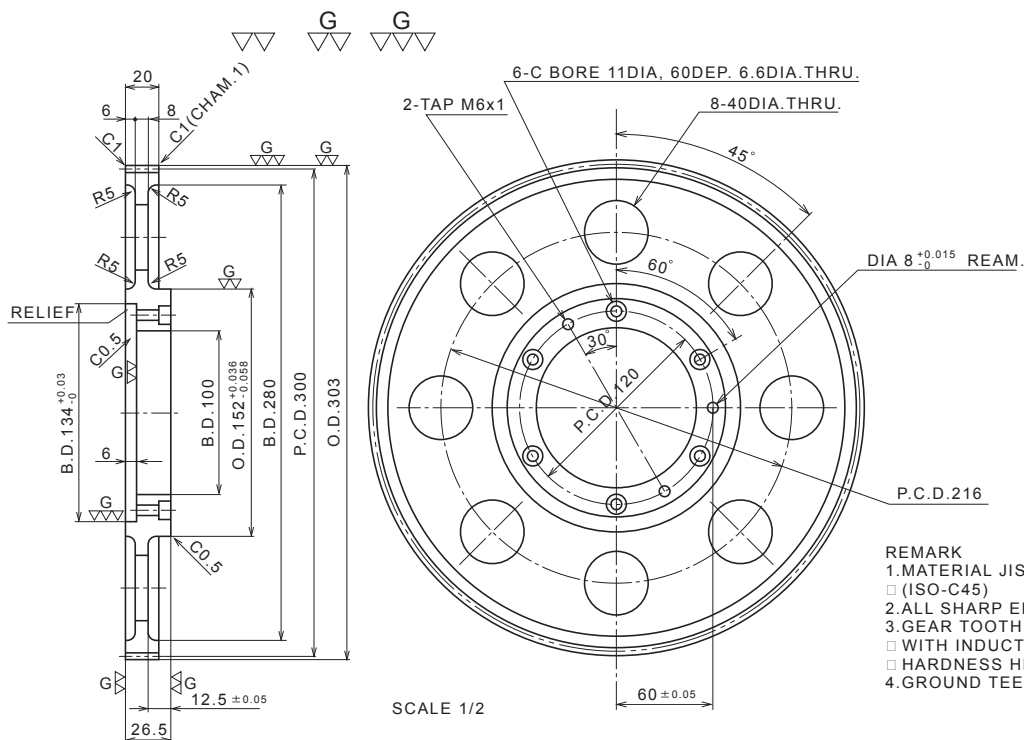 G
G
20
6
8
C1
C1(CHAM.1)
G
G
R5
R5
R5
R5
G
RELIEF
C0.5
G
B.D.134 +0.03 -0
6
B.D.100
O.D.152 +0.036 -0.058
B.D.280
P.C.D.300
O.D.303
G
C0.5
G
G
12.5 ±0.05
26.5
SCALE 1/2
6-C BORE 11DIA, 60DEP. 6.6DIA.THRU.
2-TAP M6x1
8-40DIA.THRU.
45°
60°
30°
DIA 8 +0.015 -0 REAM.
P.C.D.120
P.C.D.216
60 ±0.05
REMARK
1.MATERIAL JIS
□ (ISO-C45)
2.ALL SHARP
3.GEAR TOOTH
□ WITH
□ HARDNESS
4.GROUND